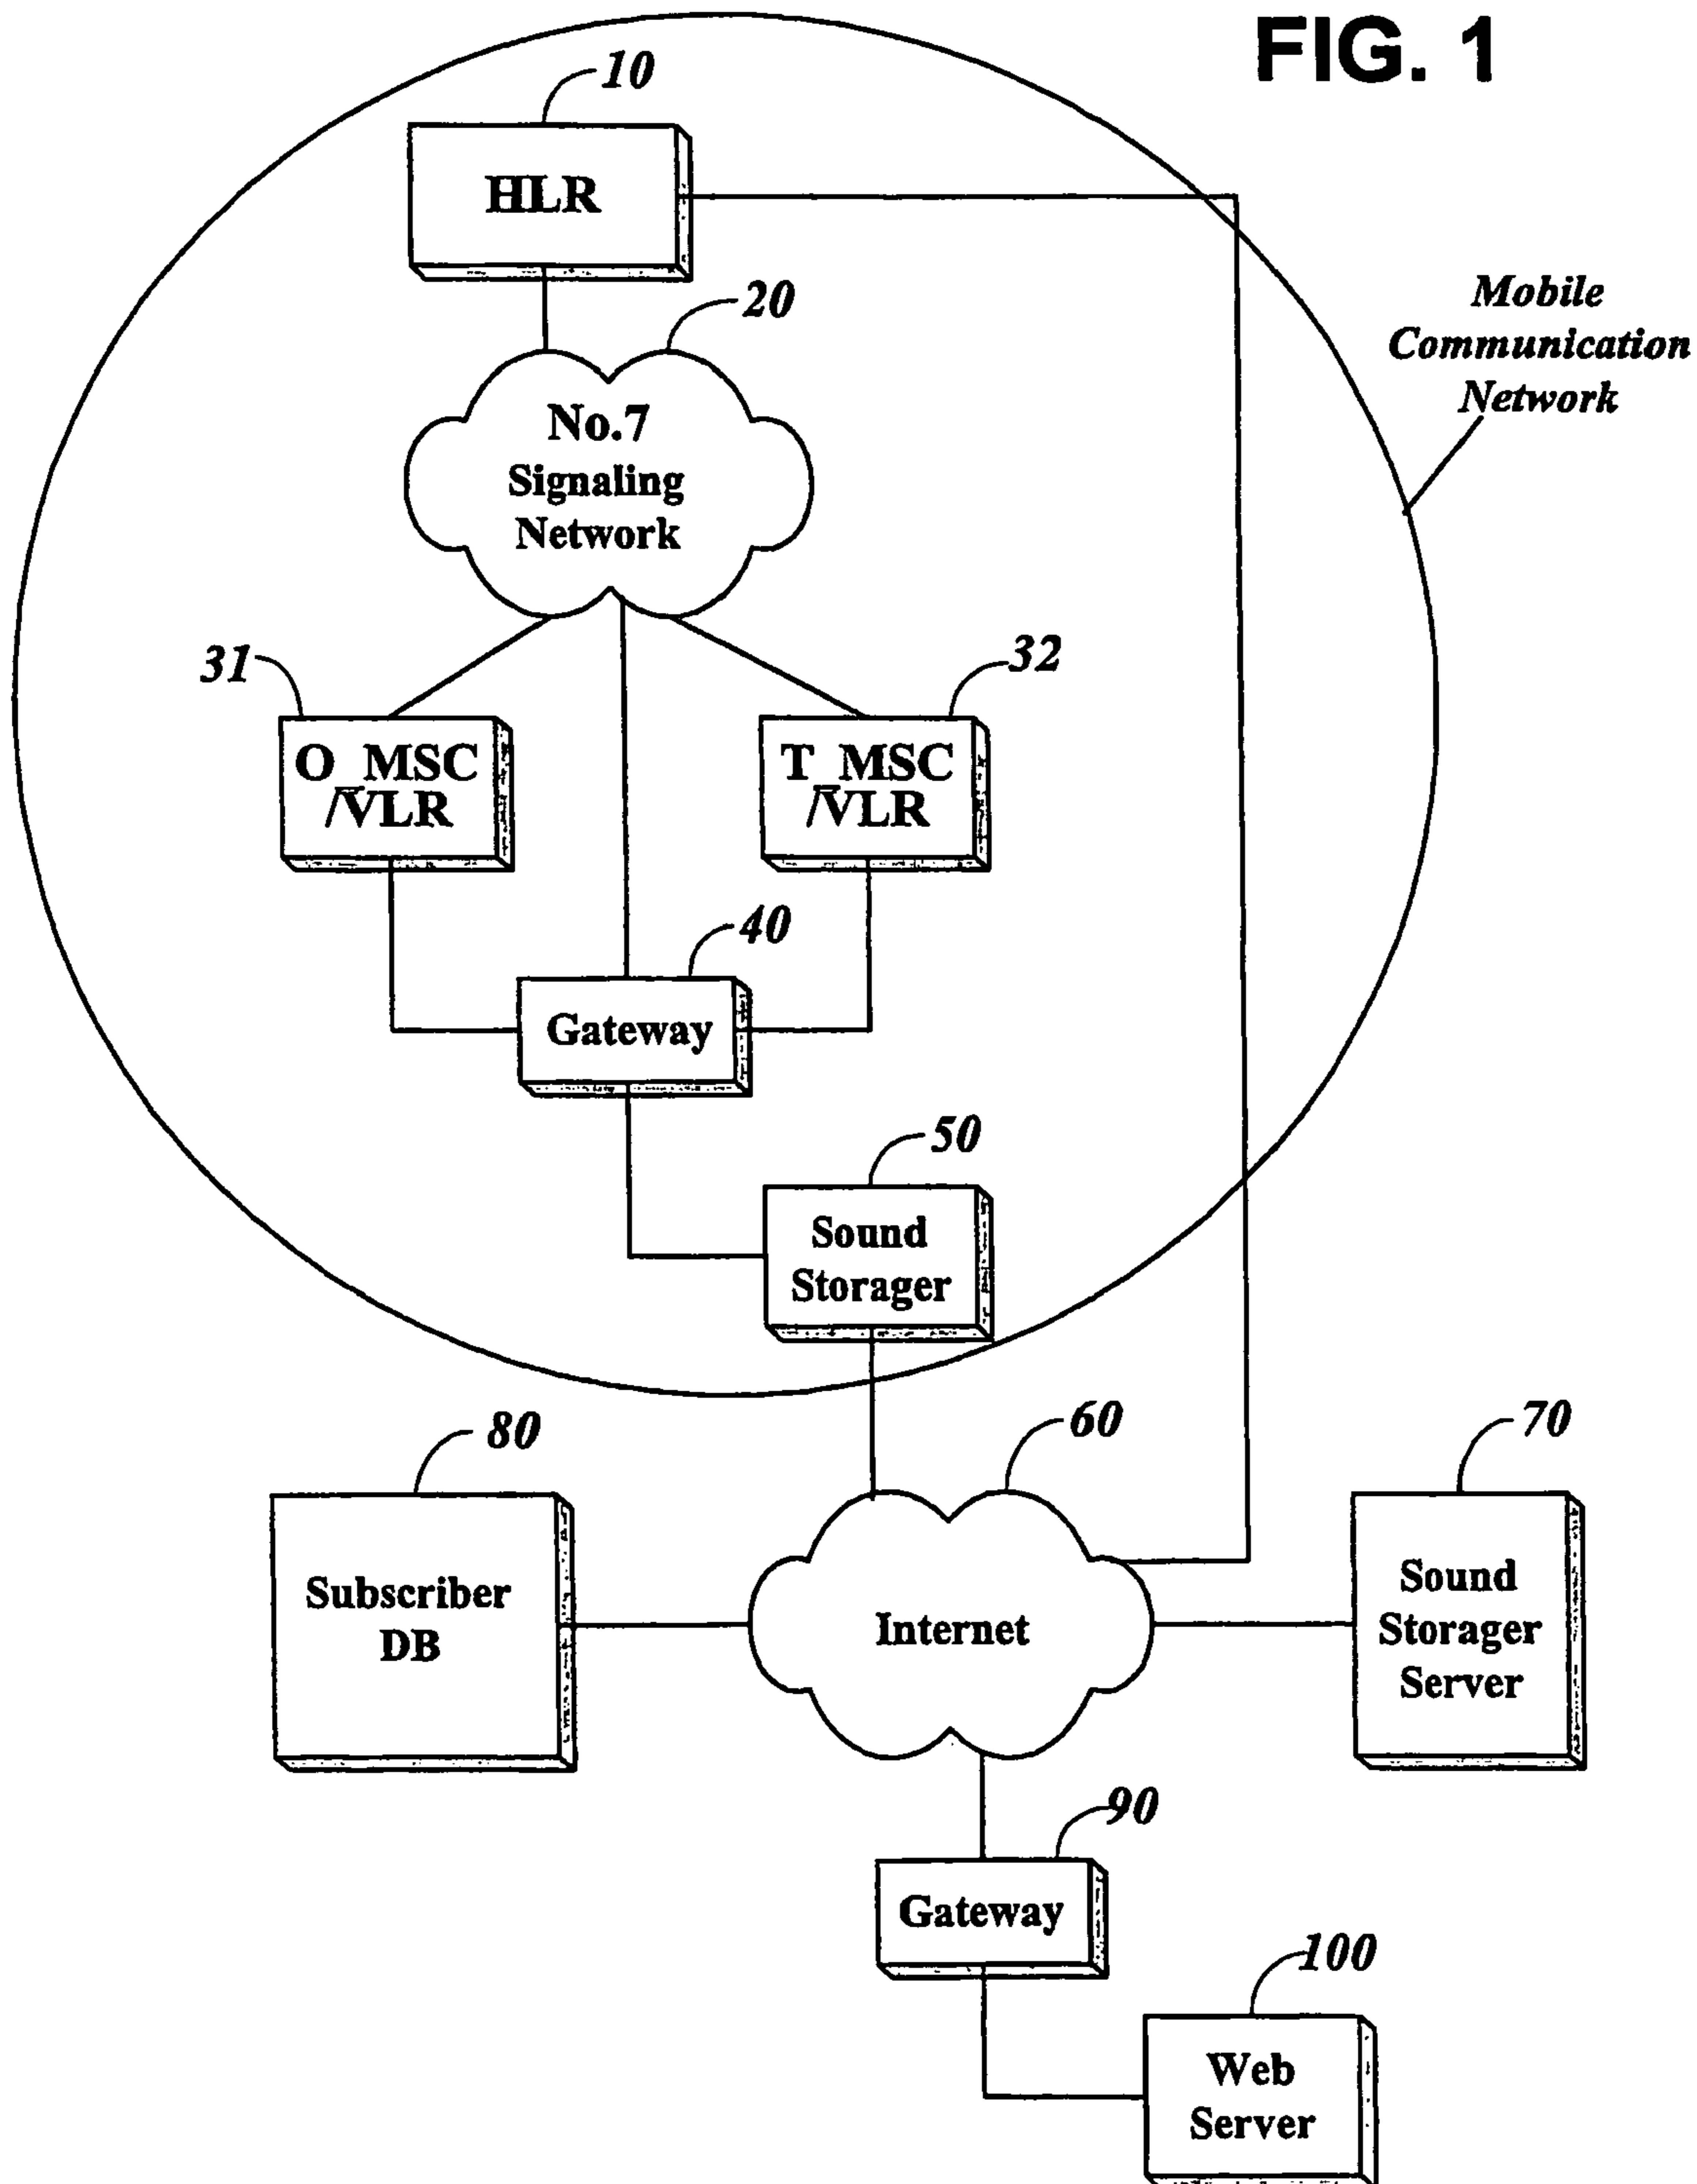 FIG. 1
10
HLR
20
Mobile
Communication
Network
No.7
Signaling
Network
31
32
O_MSC
/VLR
T_MSC
/VLR
40
Gateway
50
Sound
Storager
80
60
70
Subscriber
DB
Internet
Sound
Storager
Server
90
Gateway
100
Web
Server